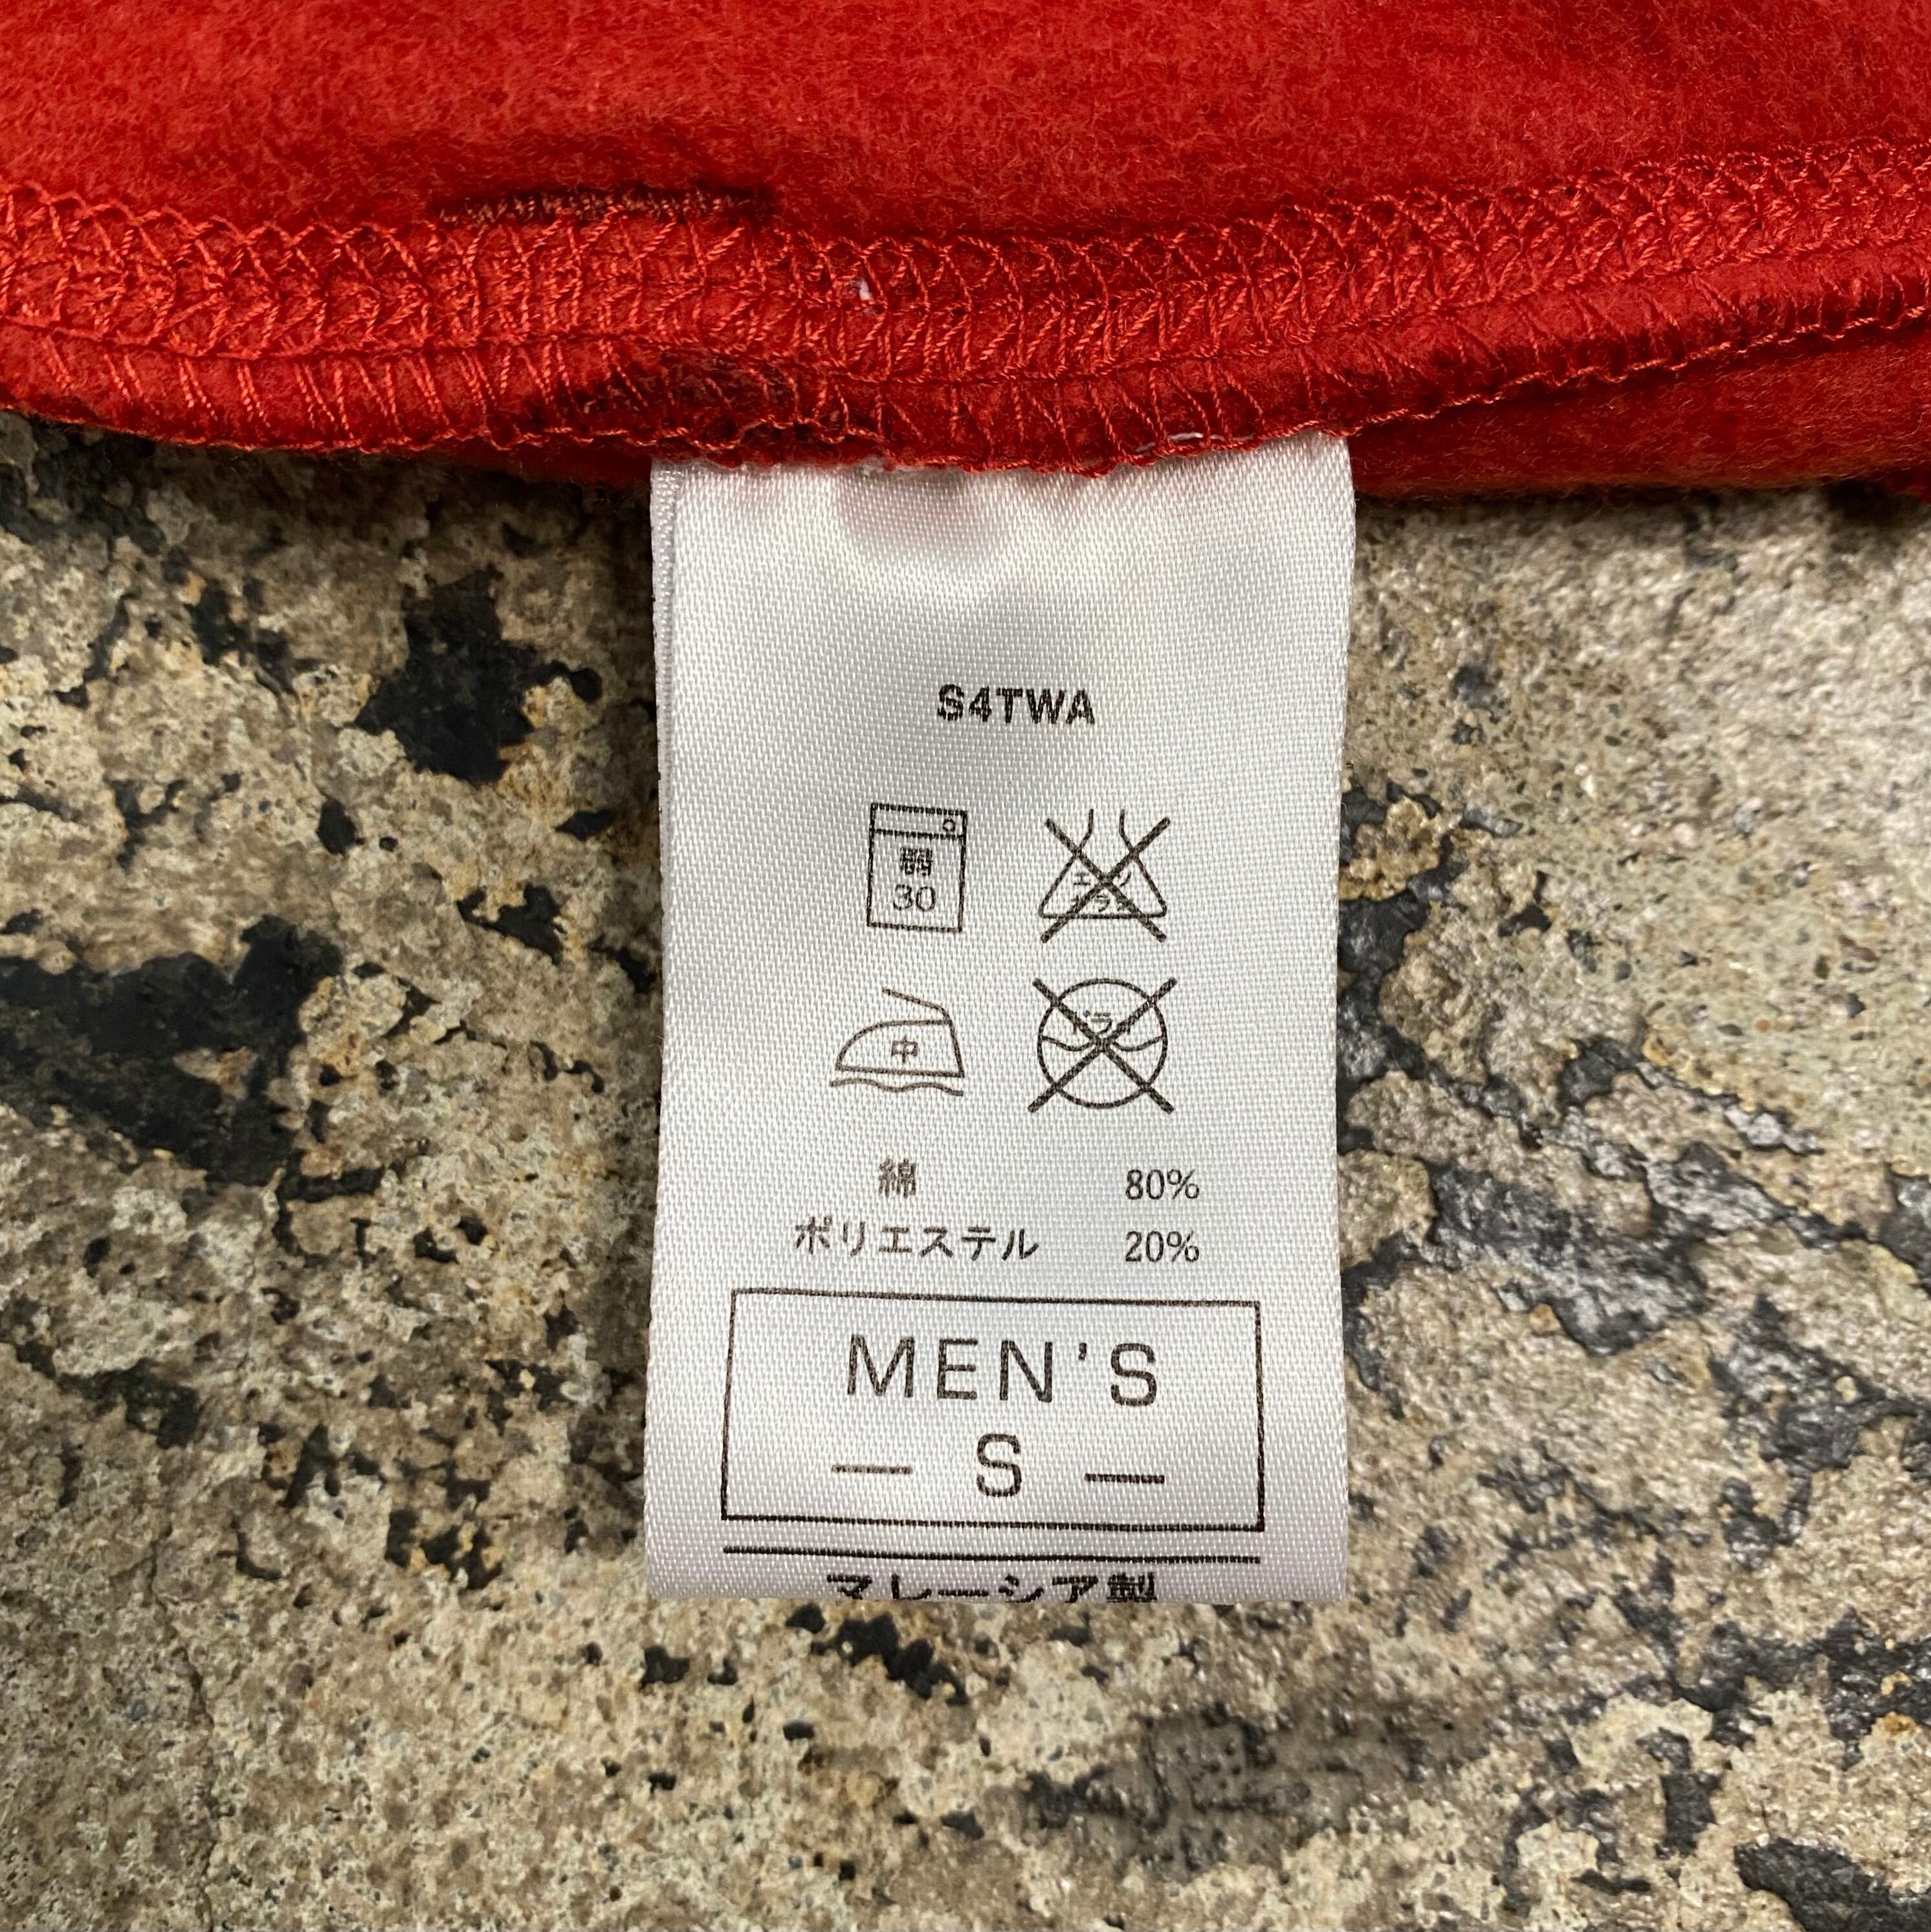 S4TWA
弱
30
中
綿 80%
ポリエステル 20%
MEN'S
— S —
マレーシア製